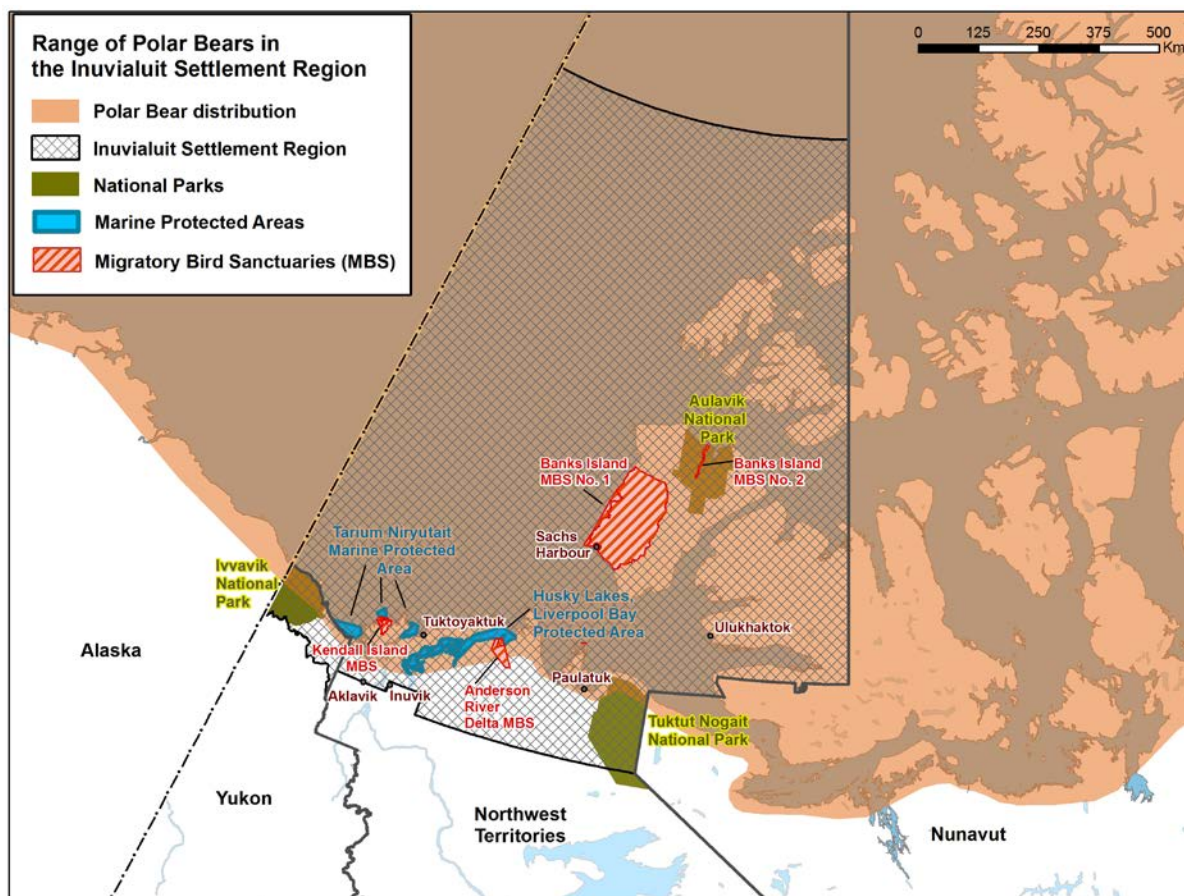 Range of Polar Bears in
the Inuvialuit Settlement Region
Polar Bear distribution
Inuvialuit Settlement Region
National Parks
Marine Protected Areas
Migratory Bird Sanctuaries (MBS)
0 125 250 375 500
Km
Aulavik
National
Park
Banks Island
MBS No. 1
Banks Island
MBS No. 2
Sachs
Harbour
Tarium Niryutait
Marine Protected
Area
Ivvavik
National
Park
Husky Lakes,
Liverpool Bay
Protected Area
Tuktoyaktuk
Ulukhaktok
Kendall Island
MBS
Alaska
Aklavik
Inuvik
Anderson
River
Delta MBS
Paulatuk
Tuktut Nogait
National Park
Yukon
Northwest
Territories
Nunavut